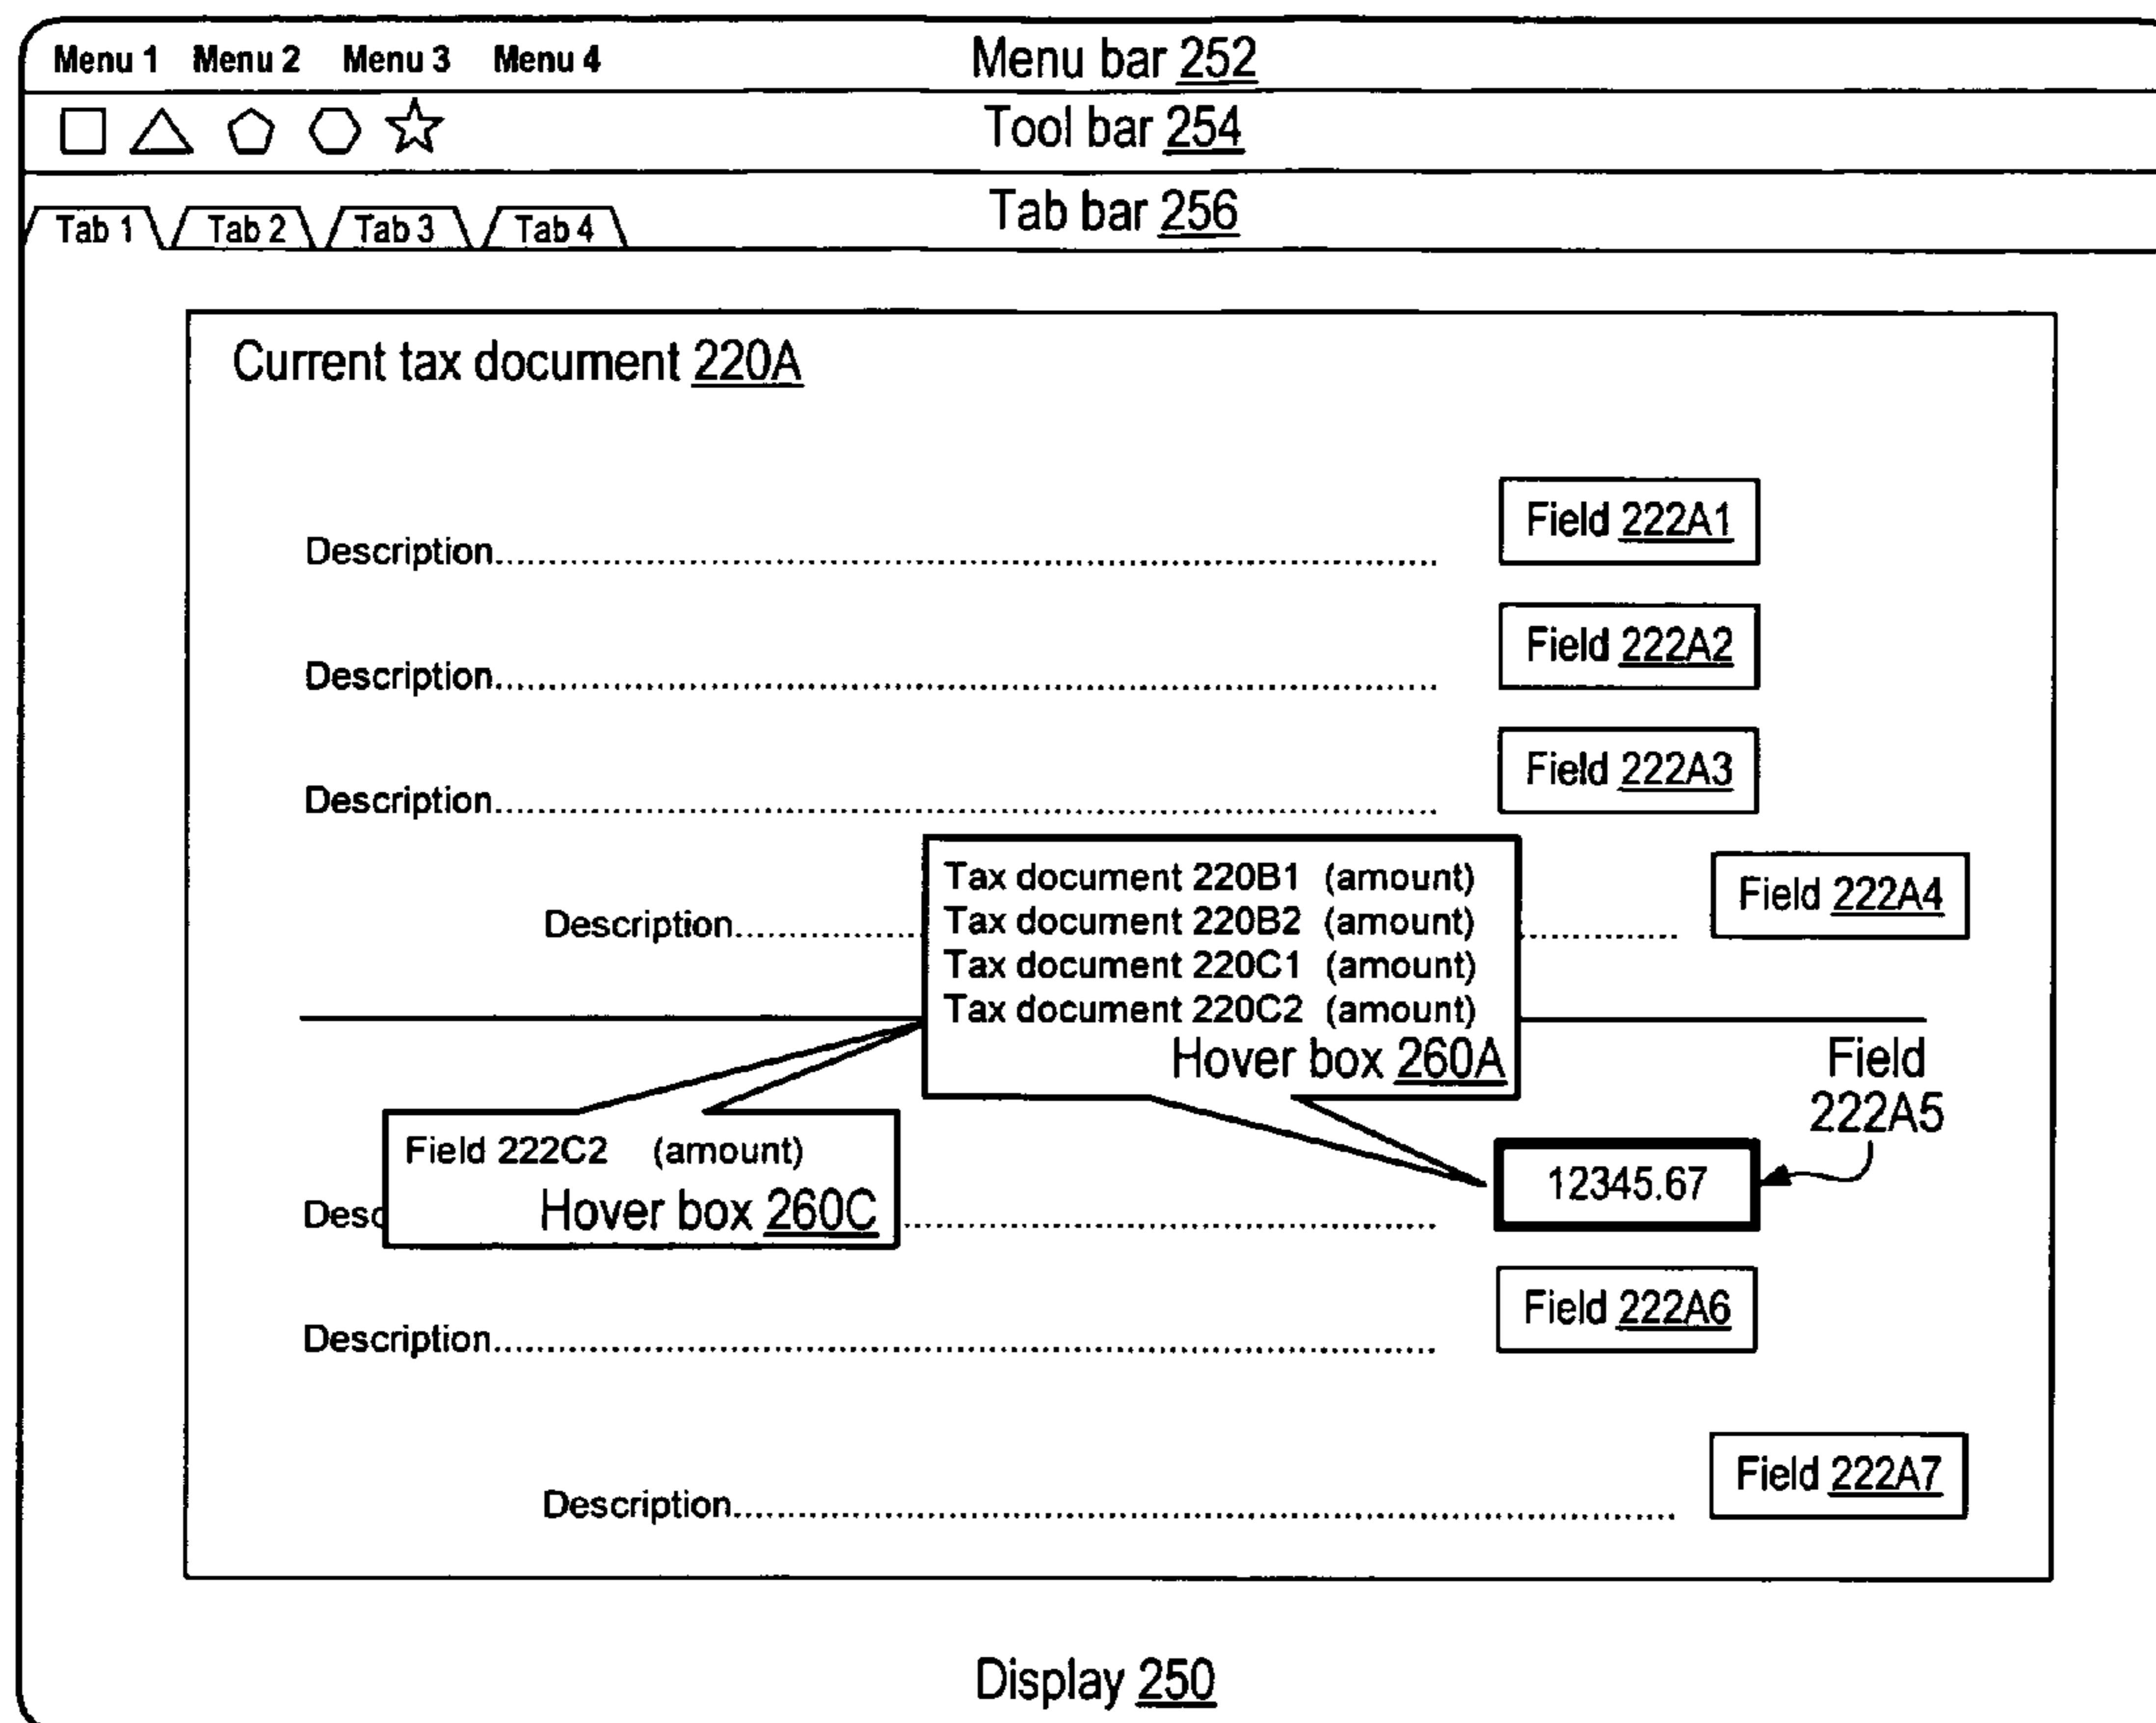 Menu 1 Menu 2 Menu 3 Menu 4 Menu bar 252
Tool bar 254
Tab 1 Tab 2 Tab 3 Tab 4 Tab bar 256
Current tax document 220A
Description.......... Field 222A1
Description.......... Field 222A2
Description.......... Field 222A3
Description.......... Field 222A4
Tax document 220B1 (amount)
Tax document 220B2 (amount)
Tax document 220C1 (amount)
Tax document 220C2 (amount)
Hover box 260A
Field
222A5
Field 222C2 (amount)
Hover box 260C
Desc.......... 12345.67
Description.......... Field 222A6
Description.......... Field 222A7
Display 250